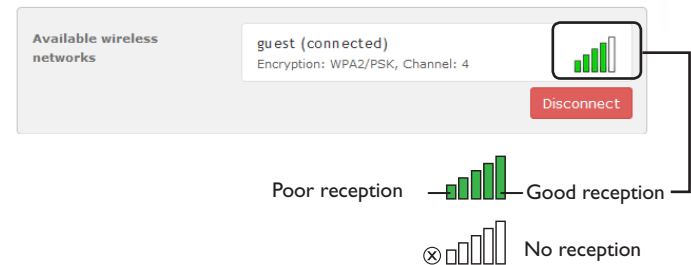 Available wireless
networks
guest (connected)
Encryption: WPA2/PSK, Channel: 4
Disconnect
Poor reception
Good reception
No reception